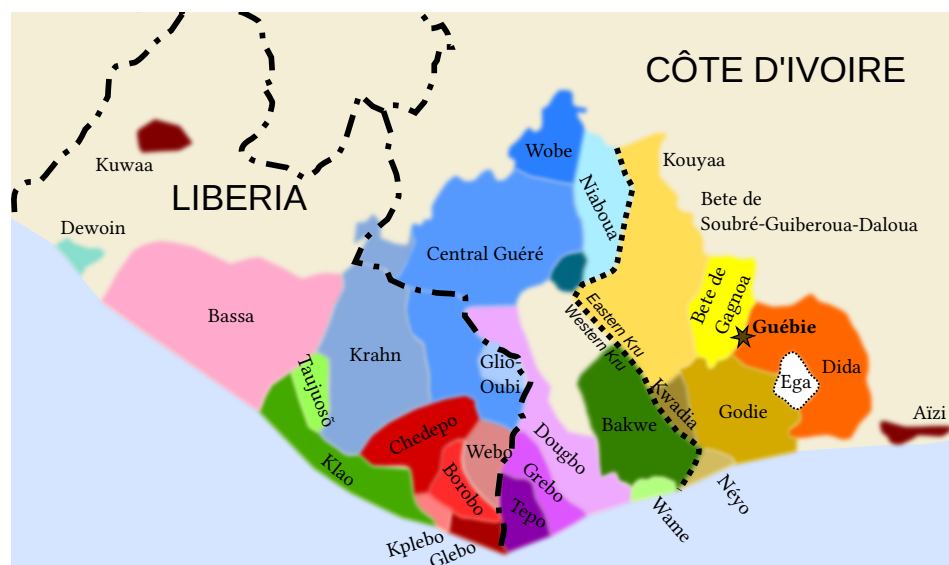 CÔTE D'IVOIRE
Kuwaa
Wobe
Kouyaa
LIBERIA
Niaboua
Dewoin
Bete de
Soubré-Guiberoua-Daloua
Central Guéré
Bassa
Eastern Kru
Western Kru
Bete de
Gagnoa
Guébie
Krahn
Glio-
Oubi
Dida
Ega
Taujuosõ
Kwadia
Godie
Aïzi
Chedepo
Bakwe
Webo
Dougbo
Klao
Borobo
Grebo
Néyo
Tepo
Wame
Kplebo
Glebo